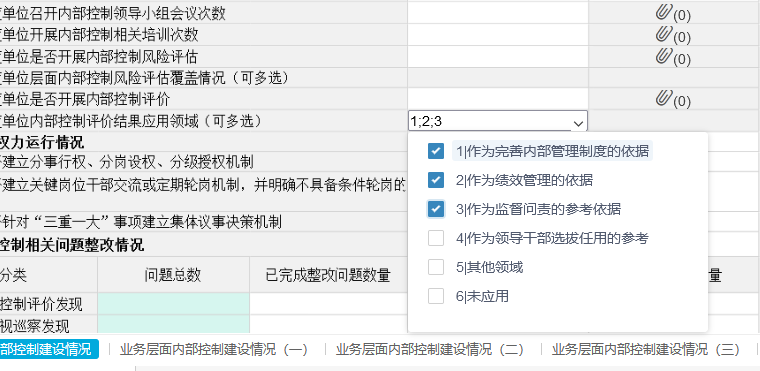 单位召开内部控制领导小组会议次数 (0)
单位开展内部控制相关培训次数 (0)
单位是否开展内部控制风险评估 (0)
单位层面内部控制风险评估覆盖情况（可多选）
单位是否开展内部控制评价 (0)
单位内部控制评价结果应用领域（可多选） 1;2;3
权力运行情况
1|作为完善内部管理制度的依据
建立分事行权、分岗设权、分级授权机制
2|作为绩效管理的依据
建立关键岗位干部交流或定期轮岗机制，并明确不具备条件轮岗的
3|作为监督问责的参考依据
针对“三重一大”事项建立集体议事决策机制
4|作为领导干部选拔任用的参考
控制相关问题整改情况
5|其他领域
分类 问题总数 已完成整改问题数量 量
6|未应用
控制评价发现
视巡察发现
部控制建设情况 业务层面内部控制建设情况（一） 业务层面内部控制建设情况（二） 业务层面内部控制建设情况（三）